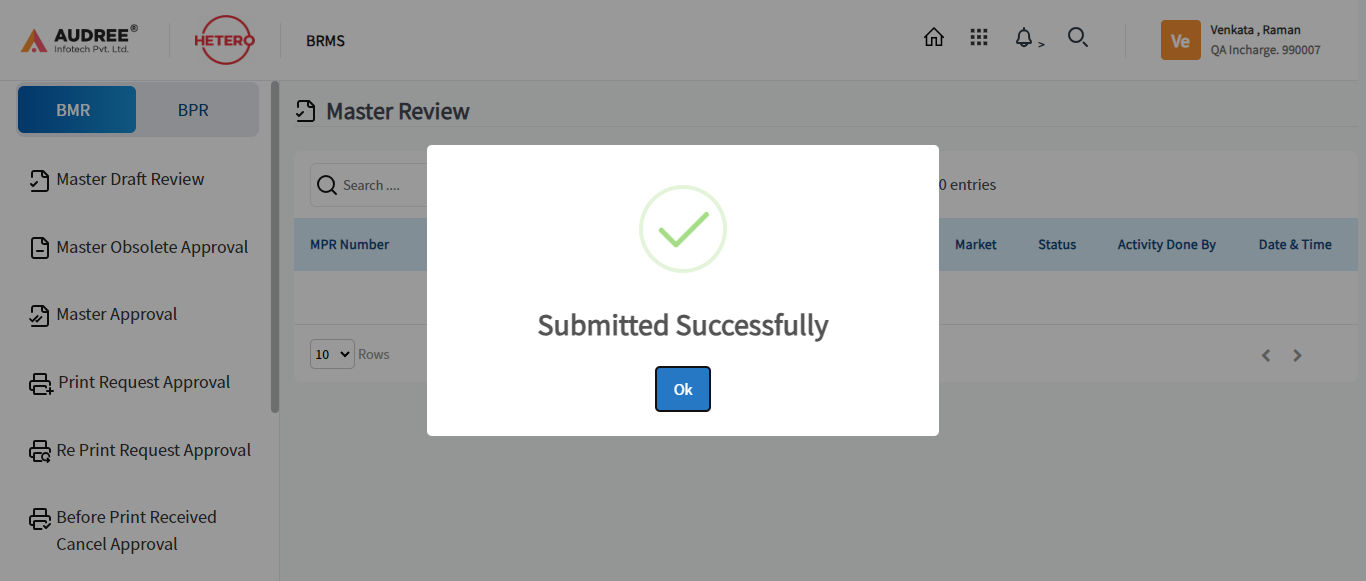 AUDREE®
Infotech Pvt. Ltd.
HETERO
BRMS
>
Ve
Venkata , Raman
QA Incharge. 990007
BMR
BPR
Master Draft Review
Master Obsolete Approval
Master Approval
Print Request Approval
Re Print Request Approval
Before Print Received
Cancel Approval
Master Review
Search ....
0 entries
MPR Number
Market
Status
Activity Done By
Date & Time
10
Rows
Submitted Successfully
Ok